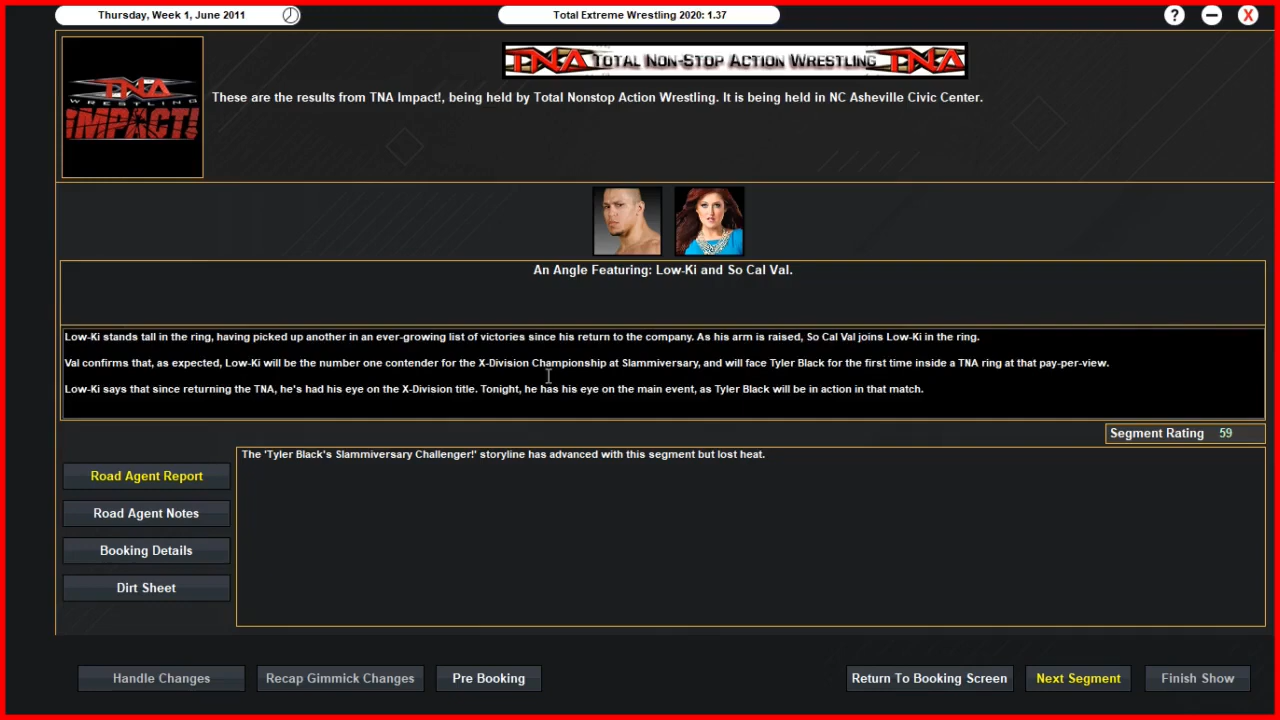 Thursday, Week 1, June 2011
Total Extreme Wrestling 2020: 1.37
?
X
TNA
WRESTLING
iMPACT!
TNA TOTAL NON-STOP ACTION WRESTLING TNA
These are the results from TNA Impact!, being held by Total Nonstop Action Wrestling. It is being held in NC Asheville Civic Center.
An Angle Featuring: Low-Ki and So Cal Val.
Low-Ki stands tall in the ring, having picked up another in an ever-growing list of victories since his return to the company. As his arm is raised, So Cal Val joins Low-Ki in the ring.
Val confirms that, as expected, Low-Ki will be the number one contender for the X-Division Championship at Slammiversary, and will face Tyler Black for the first time inside a TNA ring at that pay-per-view.
Low-Ki says that since returning the TNA, he's had his eye on the X-Division title. Tonight, he has his eye on the main event, as Tyler Black will be in action in that match.
Segment Rating 59
Road Agent Report
Road Agent Notes
Booking Details
Dirt Sheet
The 'Tyler Black's Slammiversary Challenger!' storyline has advanced with this segment but lost heat.
Handle Changes
Recap Gimmick Changes
Pre Booking
Return To Booking Screen
Next Segment
Finish Show